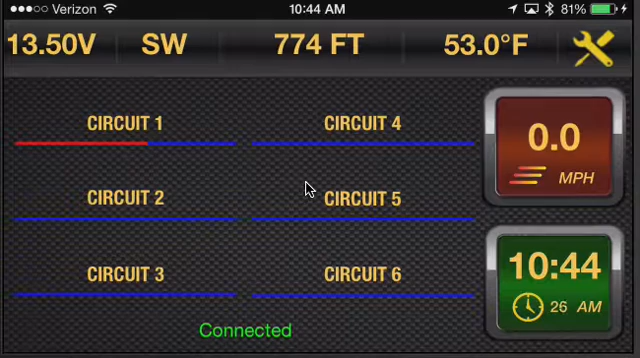 Verizon 10:44 AM 81%
13.50V SW 774 FT 53.0°F
CIRCUIT 1 CIRCUIT 4
0.0
MPH
CIRCUIT 2 CIRCUIT 5
CIRCUIT 3 CIRCUIT 6
10:44
26 AM
Connected